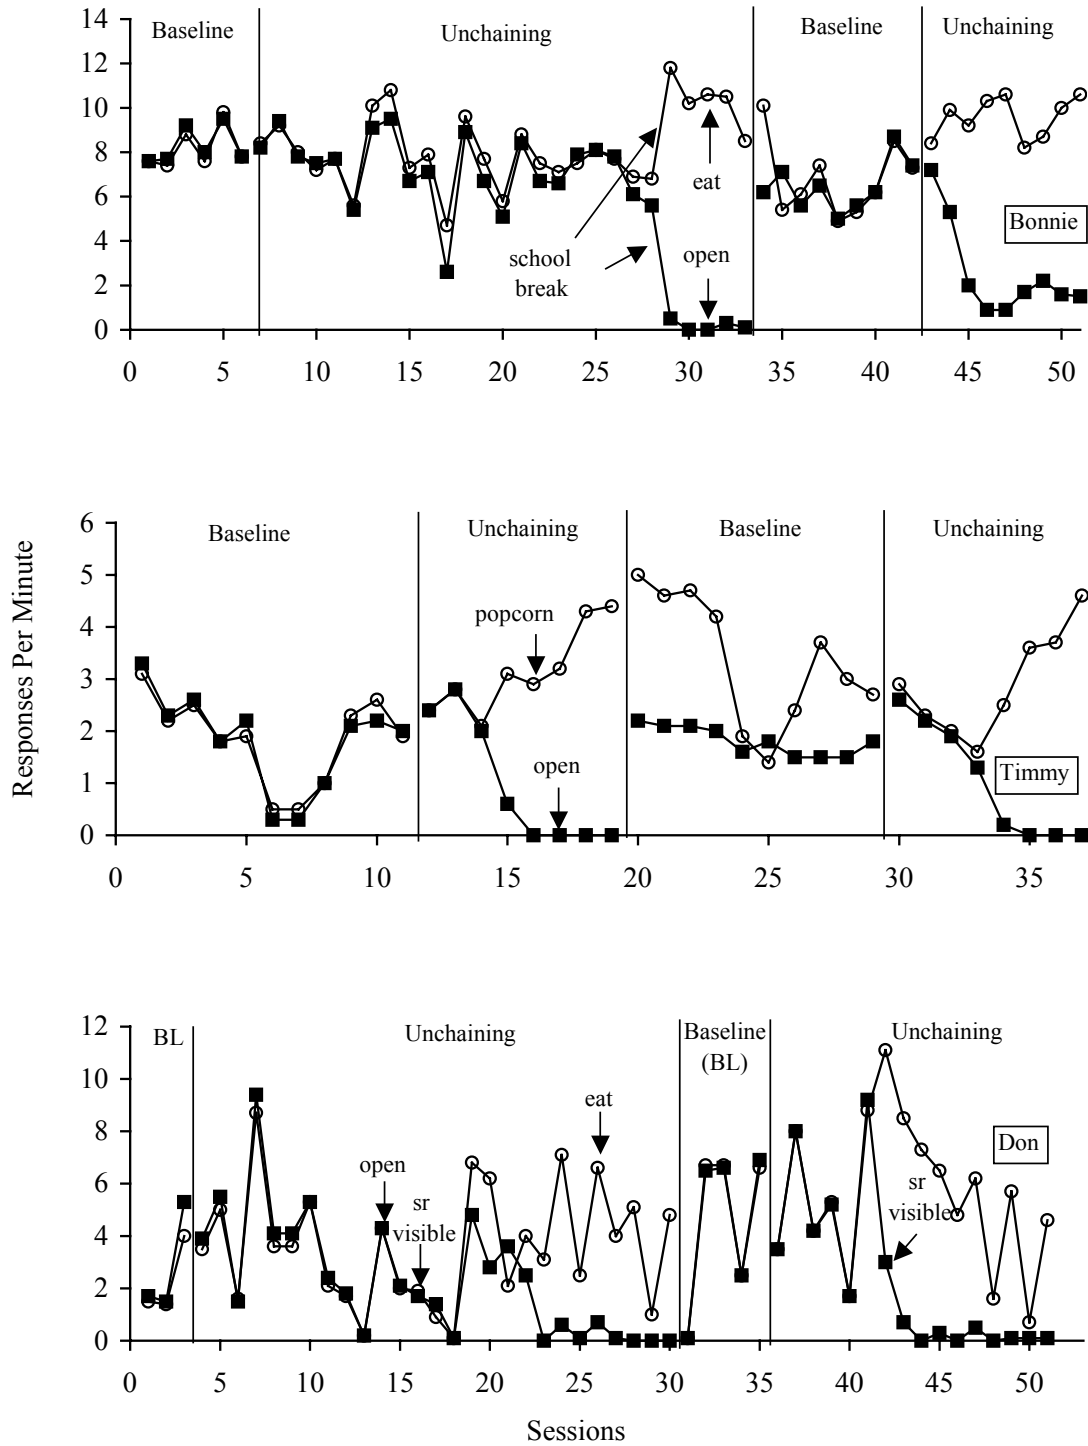 Baseline Unchaining Baseline Unchaining
14
12
10
8
6
4
2
0
eat
school
break
open
Bonnie
0 5 10 15 20 25 30 35 40 45 50
Responses Per Minute
Baseline Unchaining Baseline Unchaining
6
5
4
3
2
1
0
popcorn
open
Timmy
0 5 10 15 20 25 30 35
BL Unchaining Baseline
(BL)
Unchaining
12
10
8
6
4
2
0
open
sr
visible
eat
Don
sr
visible
0 5 10 15 20 25 30 35 40 45 50
Sessions